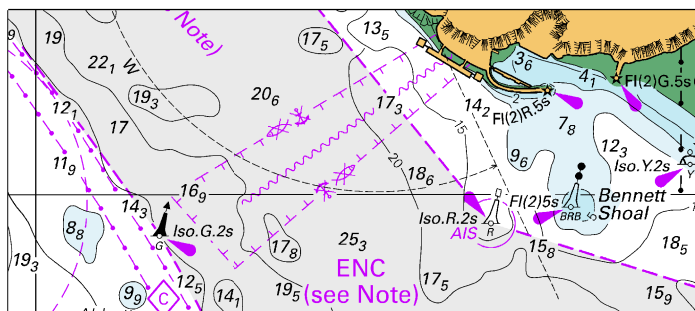 Note)
W
19
9
22₁
19₃
17₅
13₅
20₆
17₃
12₁
17
11₉
3₆
4₁
Fl(2)G.5s
14₂
2
Fl(2)R.5s
7₈
15
20
9₆
12₃
Iso.Y.2s
Y
18₆
16₉
14₃
Iso.G.2s
G
Iso.R.2s
AIS
R
Fl(2)5s
BRB
Bennett
Shoal
8₈
19₃
17₈
25₃
15₈
18₅
12₅
ENC
(see Note)
9₉
C
14₁
19₅
17₅
15₉